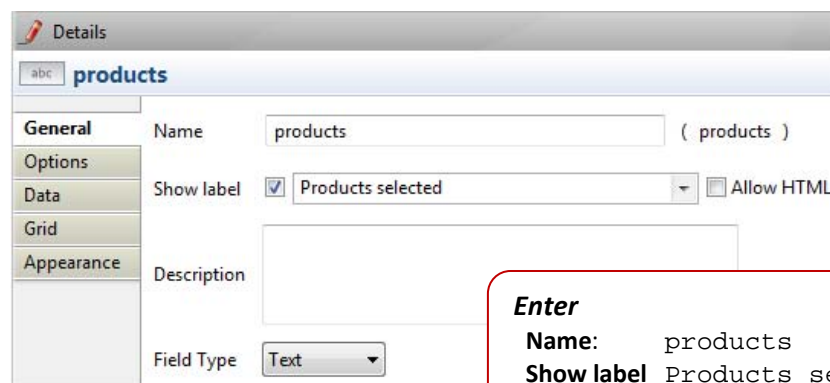 Details
abc products
General Name products ( products )
Options
Data Show label Products selected Allow HTML
Grid
Appearance Description
Field Type Text
Enter
Name: products
Show label Products